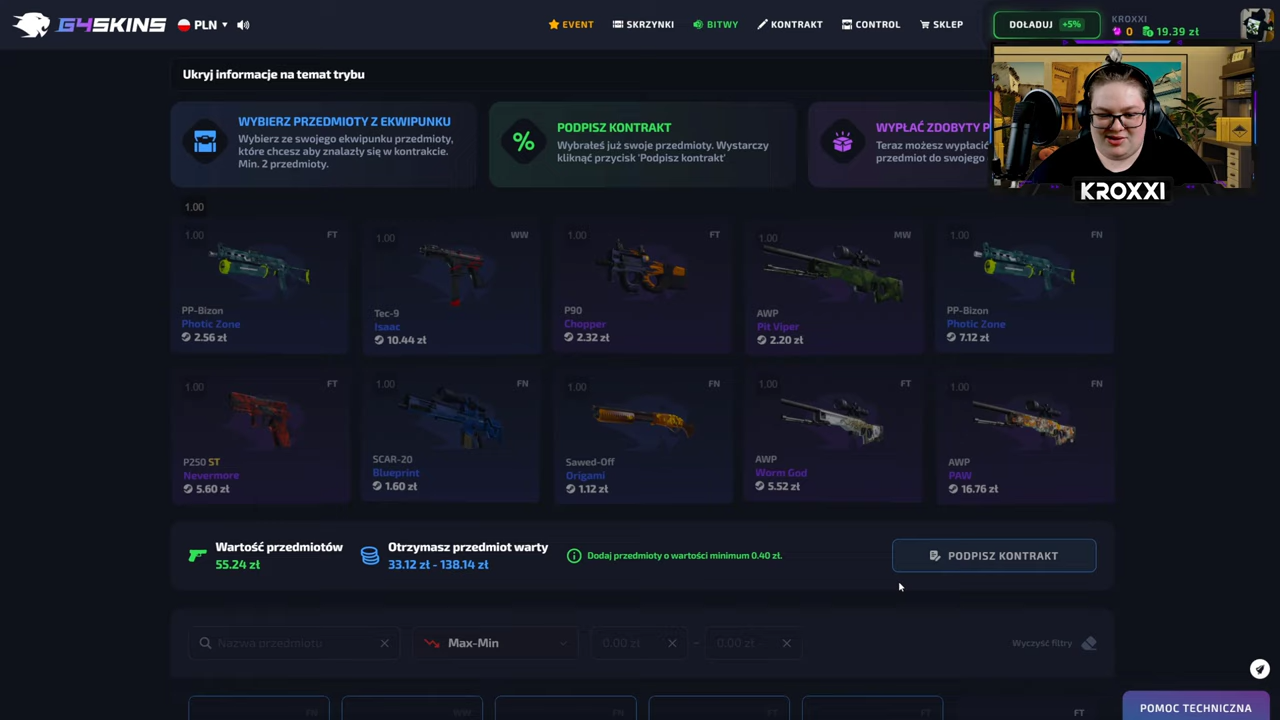 G4SKINS PLN EVENT SKRZYNKI BITWY KONTRAKT CONTROL SKLEP DOŁADUJ +5% KROXXI 0 19.39 zł
Ukryj informacje na temat trybu
WYBIERZ PRZEDMIOTY Z EKWIPUNKU
Wybierz ze swojego ekwipunku przedmioty,
które chcesz aby znalazły się w kontrakcie.
Min. 2 przedmioty.
PODPISZ KONTRAKT
Wybrałeś już swoje przedmioty. Wystarczy
kliknąć przycisk 'Podpisz kontrakt'
WYPŁAĆ ZDOBYTY P
Teraz możesz wypłacić
przedmiot do swojego
KROXXI
1.00
1.00 FT
PP-Bizon
Photic Zone
2.56 zł
1.00 WW
Tec-9
Isaac
10.44 zł
1.00 FT
P90
Chopper
2.32 zł
1.00 MW
AWP
Pit Viper
2.20 zł
1.00 FN
PP-Bizon
Photic Zone
7.12 zł
1.00 FT
P250 ST
Nevermore
5.60 zł
1.00 FN
SCAR-20
Blueprint
1.60 zł
1.00 FN
Sawed-Off
Origami
1.12 zł
1.00 FT
AWP
Worm God
5.52 zł
1.00 FN
AWP
PAW
16.76 zł
Wartość przedmiotów
55.24 zł
Otrzymasz przedmiot warty
33.12 zł - 138.14 zł
Dodaj przedmioty o wartości minimum 0.40 zł.
PODPISZ KONTRAKT
Nazwa przedmiotu Max-Min 0.00 zł - 0.00 zł Wyczyść filtry
FN WW FN FT FT FT
POMOC TECHNICZNA